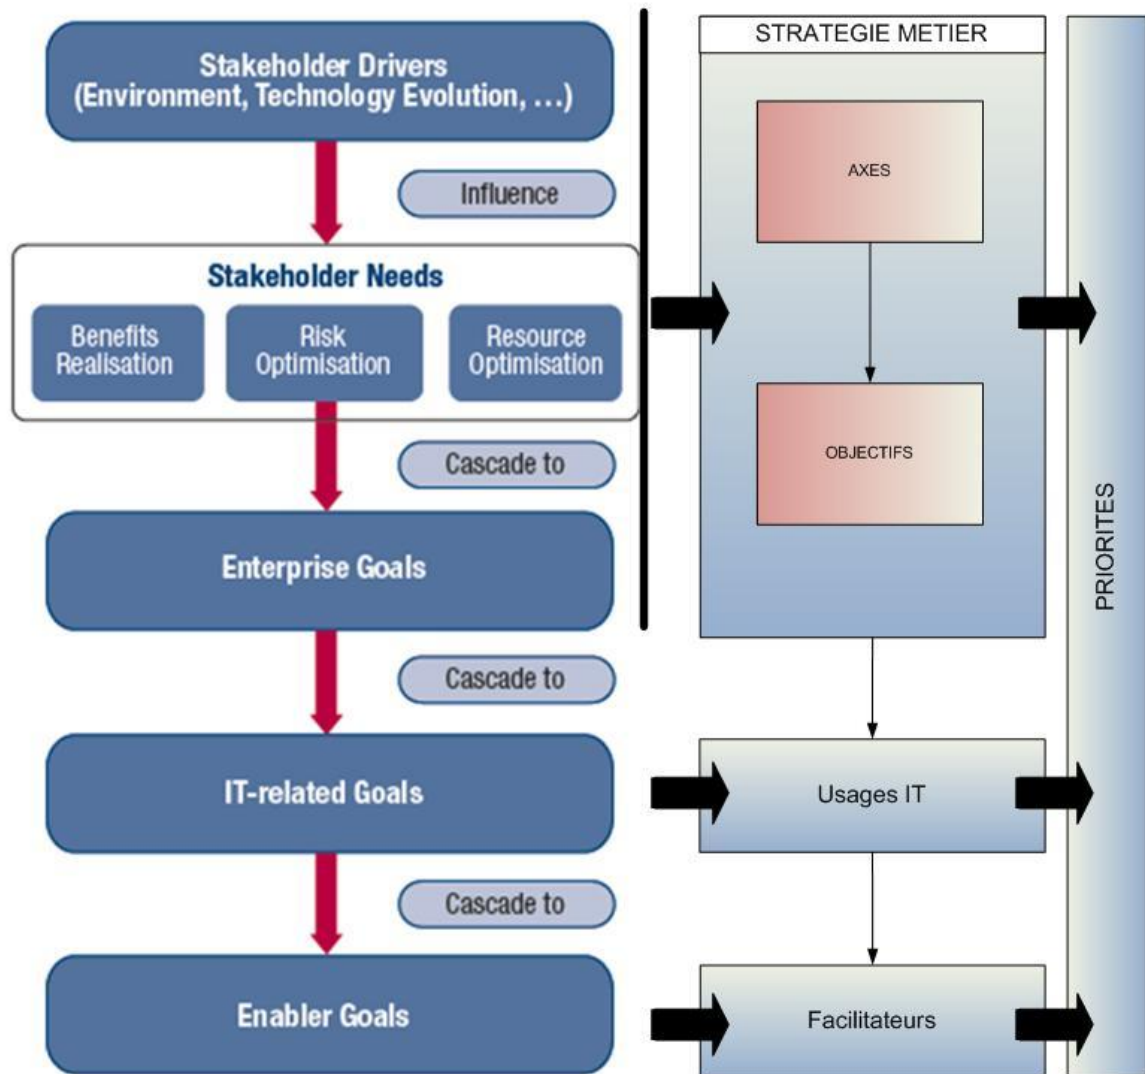 Stakeholder Drivers
(Environment, Technology Evolution, …)
Influence
Stakeholder Needs
Benefits
Realisation
Risk
Optimisation
Resource
Optimisation
Cascade to
Enterprise Goals
Cascade to
IT-related Goals
Cascade to
Enabler Goals
STRATEGIE METIER
AXES
OBJECTIFS
Usages IT
Facilitateurs
PRIORITES